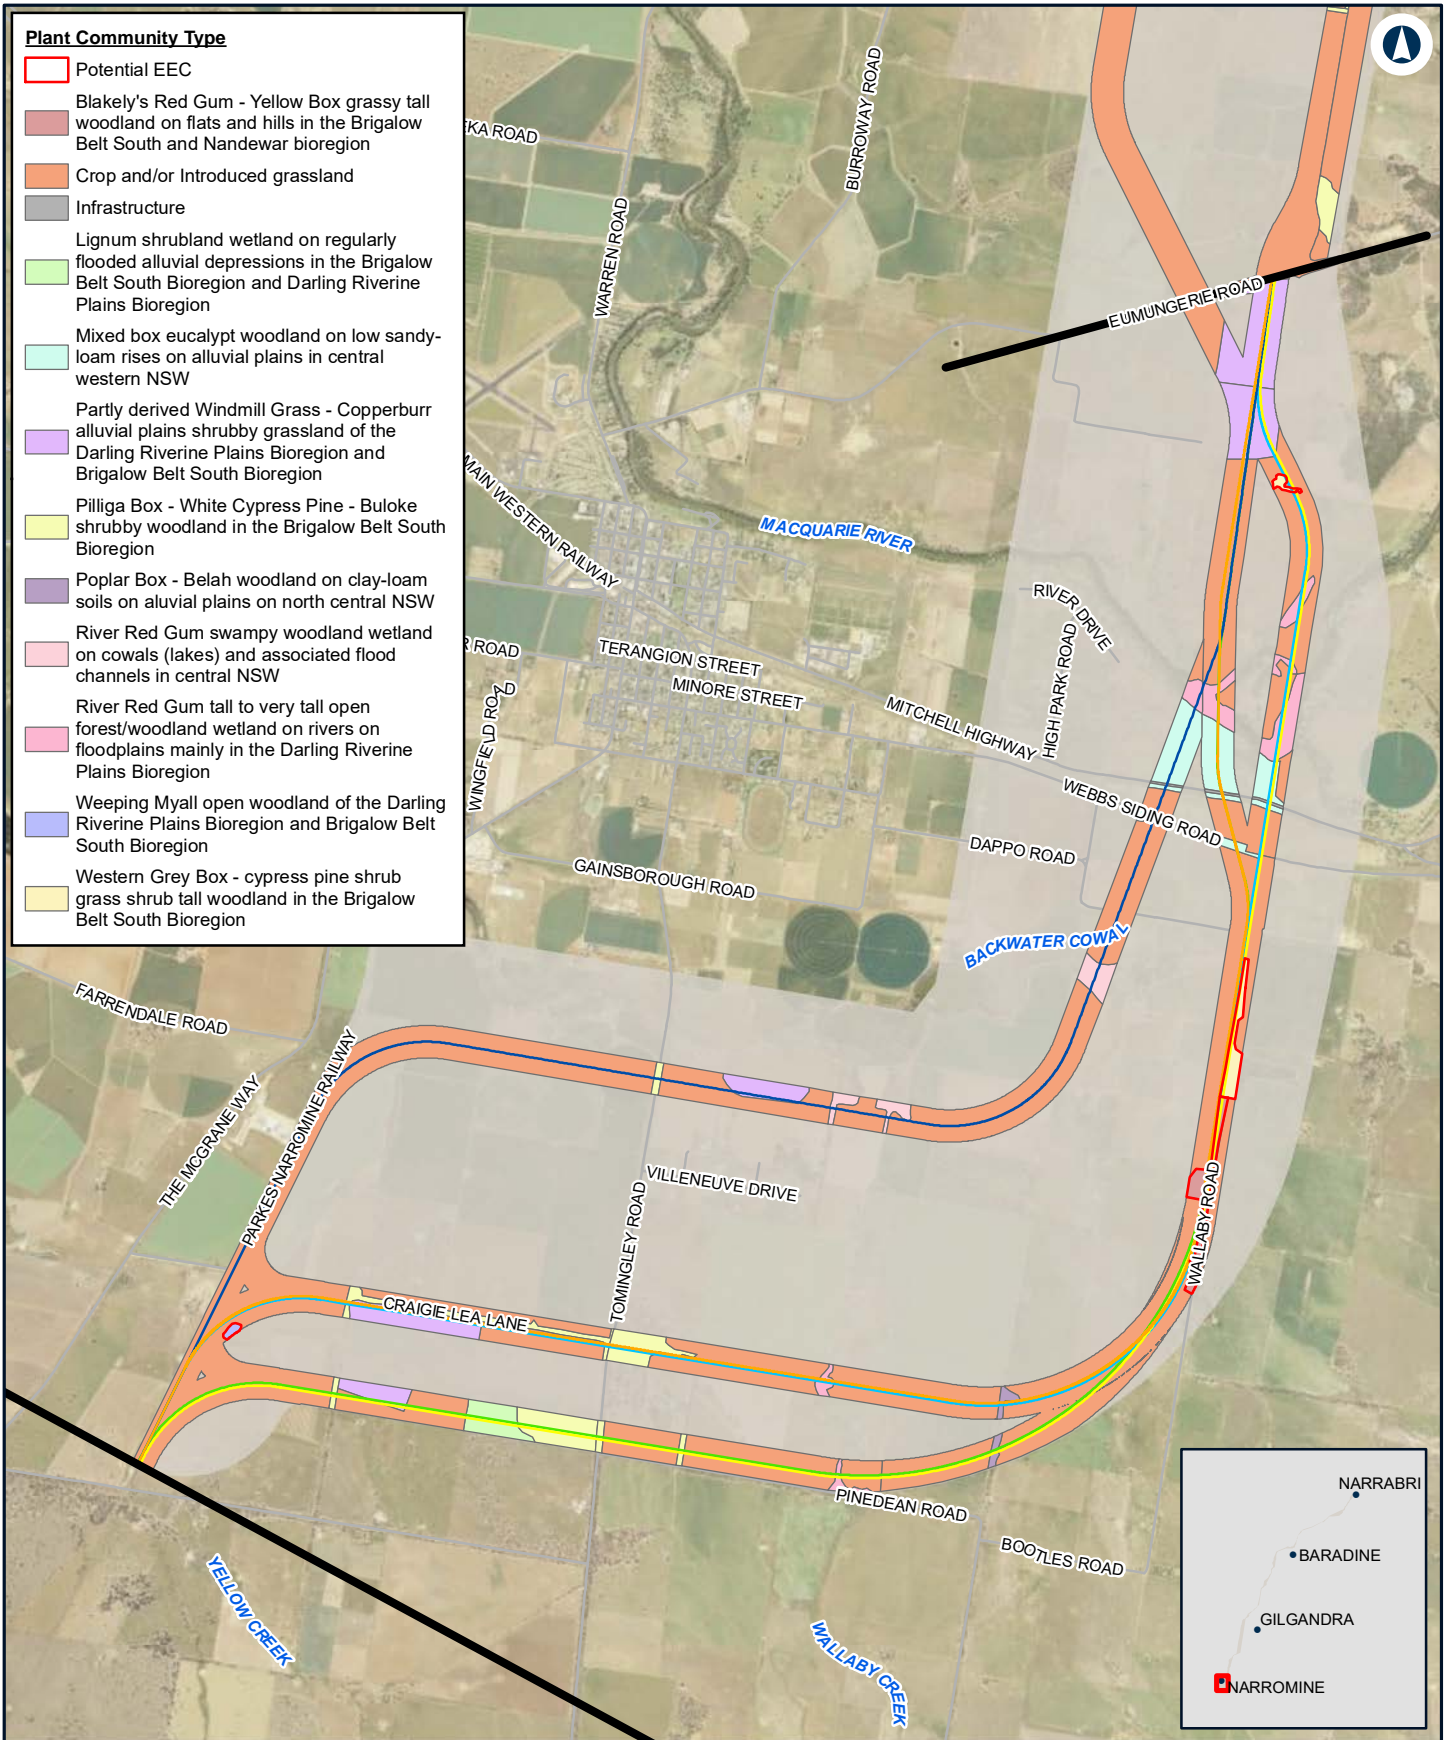 Plant Community Type
Potential EEC
Blakely's Red Gum - Yellow Box grassy tall
woodland on flats and hills in the Brigalow
Belt South and Nandewar bioregion
Crop and/or Introduced grassland
Infrastructure
Lignum shrubland wetland on regularly
flooded alluvial depressions in the Brigalow
Belt South Bioregion and Darling Riverine
Plains Bioregion
Mixed box eucalypt woodland on low sandy-
loam rises on alluvial plains in central
western NSW
Partly derived Windmill Grass - Copperburr
alluvial plains shrubby grassland of the
Darling Riverine Plains Bioregion and
Brigalow Belt South Bioregion
Pilliga Box - White Cypress Pine - Buloke
shrubby woodland in the Brigalow Belt South
Bioregion
Poplar Box - Belah woodland on clay-loam
soils on aluvial plains on north central NSW
River Red Gum swampy woodland wetland
on cowals (lakes) and associated flood
channels in central NSW
River Red Gum tall to very tall open
forest/woodland wetland on rivers on
floodplains mainly in the Darling Riverine
Plains Bioregion
Weeping Myall open woodland of the Darling
Riverine Plains Bioregion and Brigalow Belt
South Bioregion
Western Grey Box - cypress pine shrub
grass shrub tall woodland in the Brigalow
Belt South Bioregion
EKA ROAD
BURROWAY ROAD
WARREN ROAD
EUMUNGERIE ROAD
MAIN WESTERN RAILWAY
MACQUARIE RIVER
RIVER DRIVE
R ROAD
TERANGION STREET
MINORE STREET
HIGH PARK ROAD
WINGFIELD ROAD
MITCHELL HIGHWAY
WEBBS SIDING ROAD
DAPPO ROAD
GAINSBOROUGH ROAD
BACKWATER COWAL
FARRENDALE ROAD
THE MCGRANE WAY
PARKES NARROMINE RAILWAY
VILLENEUVE DRIVE
TOMINGLEY ROAD
WALLABY ROAD
CRAIGIE LEA LANE
PINEDEAN ROAD
BOOTLES ROAD
YELLOW CREEK
WALLABY CREEK
NARRABRI
BARADINE
GILGANDRA
NARROMINE